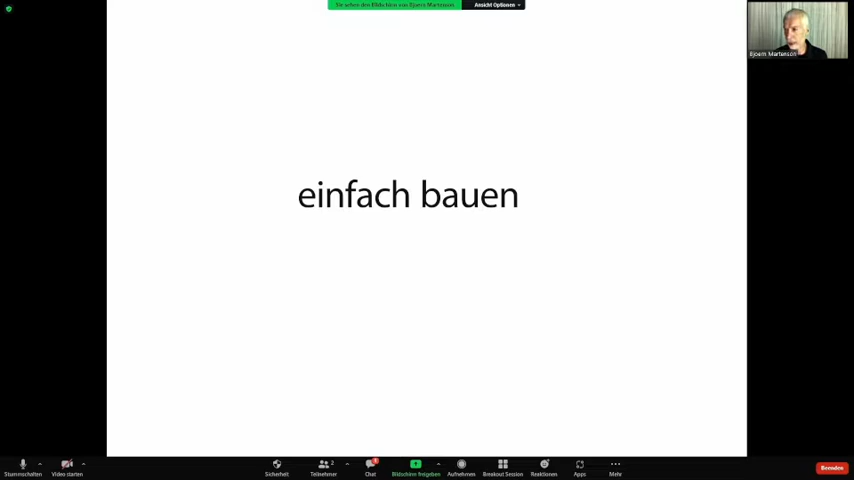 Sie sehen den Bildschirm von Bjoern Martenson
Ansicht Optionen
Bjoern Martenson
einfach bauen
Stummschalten
Video starten
Sicherheit
2
Teilnehmer
Chat
Bildschirm freigeben
Aufnehmen
Breakout Session
Reaktionen
Apps
Mehr
Beenden